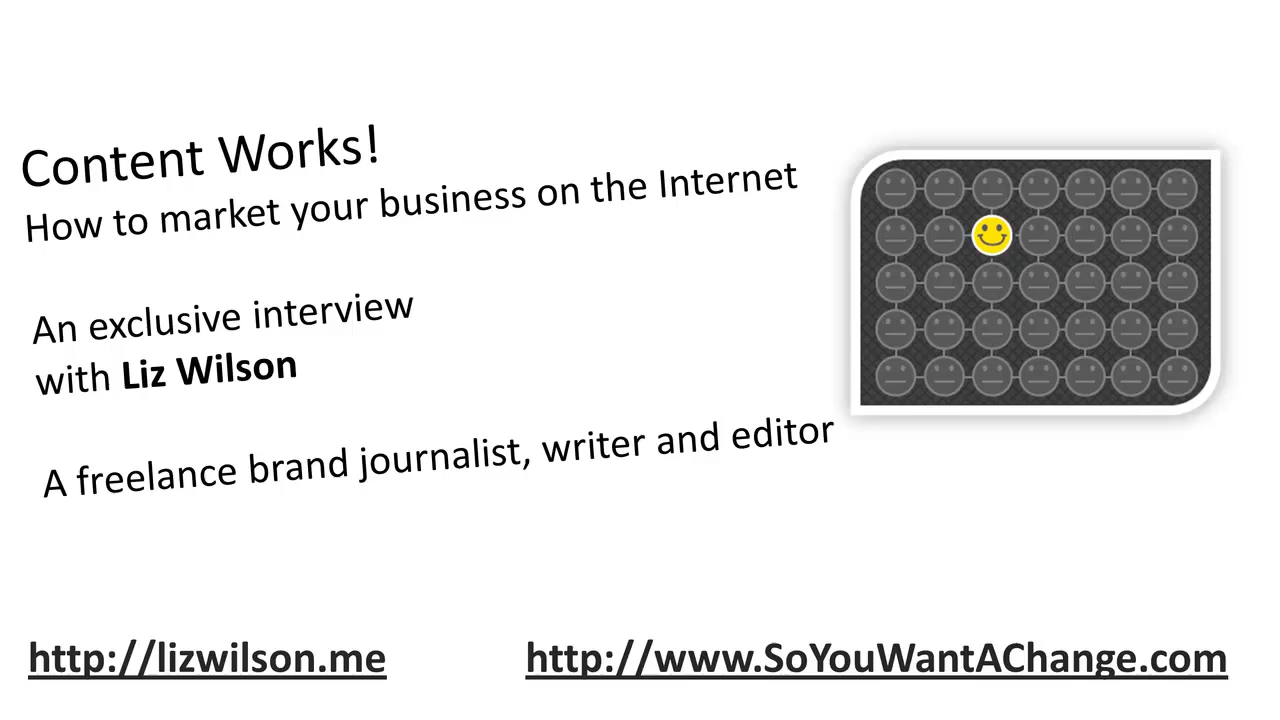 Content Works!
How to market your business on the Internet
An exclusive interview
with Liz Wilson
A freelance brand journalist, writer and editor
http://lizwilson.me
http://www.SoYouWantAChange.com